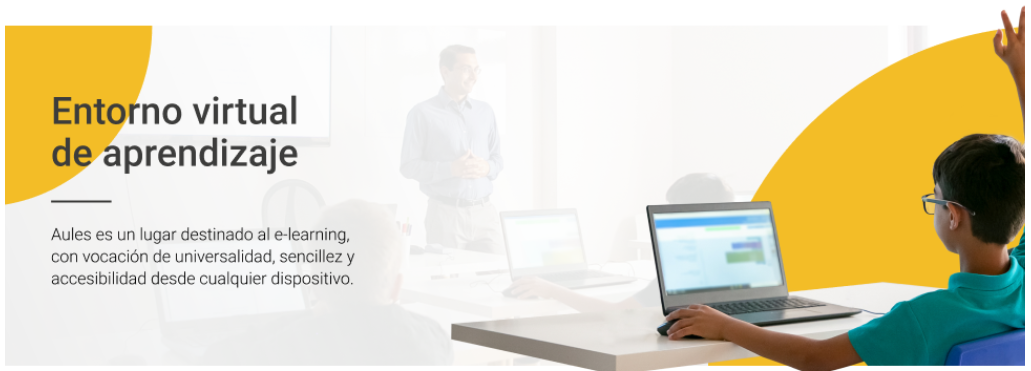 Entorno virtual
de aprendizaje
Aules es un lugar destinado al e-learning,
con vocación de universalidad, sencillez y
accesibilidad desde cualquier dispositivo.